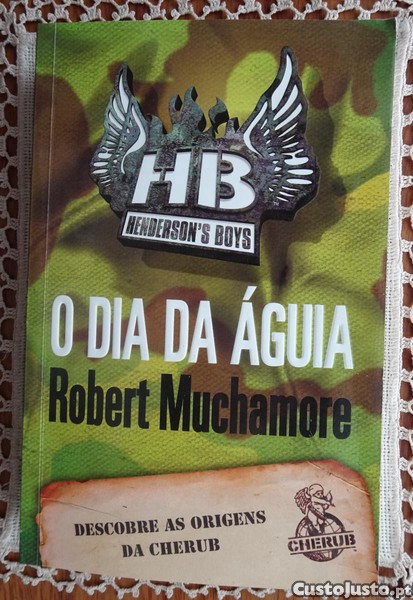 HB
HENDERSON'S BOYS
O DIA DA ÁGUIA
Robert Muchamore
DESCOBRE AS ORIGENS
DA CHERUB
CHERUB
CustoJusto.pt